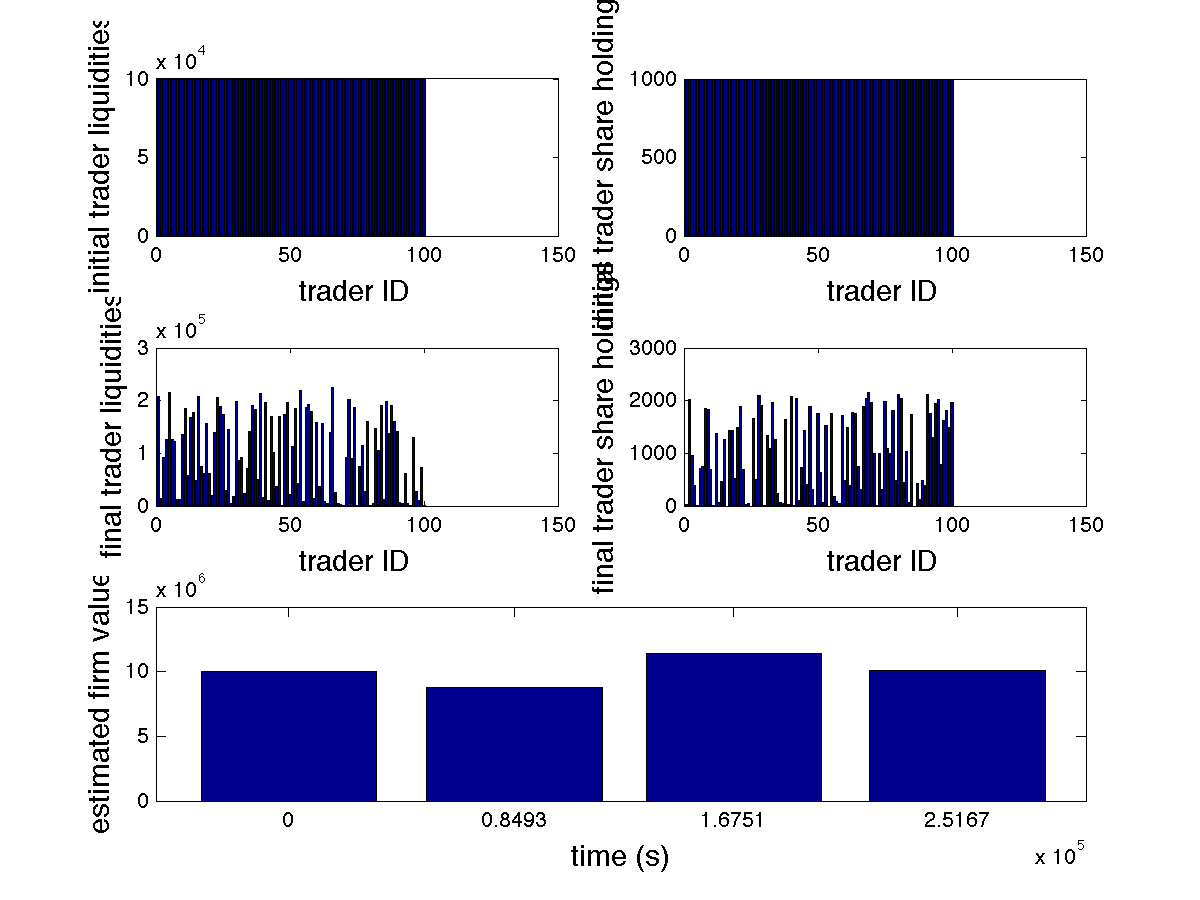 x 10^4
10
5
0
0 50 100 150
trader ID
initial trader liquidities
1000
500
0
0 50 100 150
trader ID
trader share holding
x 10^5
3
2
1
0
0 50 100 150
trader ID
final trader liquidities
3000
2000
1000
0
0 50 100 150
trader ID
final trader share
x 10^6
15
10
5
0
0 0.8493 1.6751 2.5167
time (s)
x 10^5
estimated firm value